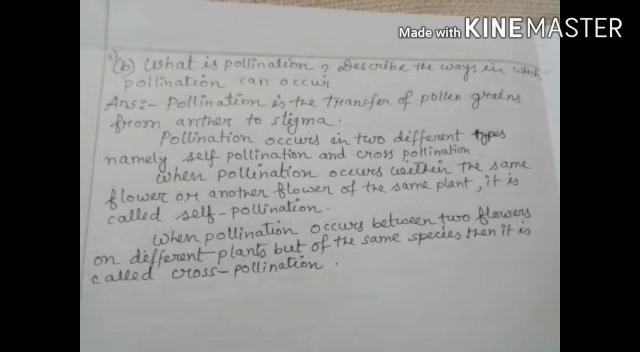 Made with KINEMASTER
(b) What is pollination? Describe the ways in which
pollination can occur
Ans:- Pollination is the transfer of pollen grains
from anther to stigma.
Pollination occurs in two different types
namely self pollination and cross pollination
When pollination occurs within the same
flower or another flower of the same plant, it is
called self-pollination.
When pollination occurs between two flowers
on different plants but of the same species then it is
called cross-pollination.